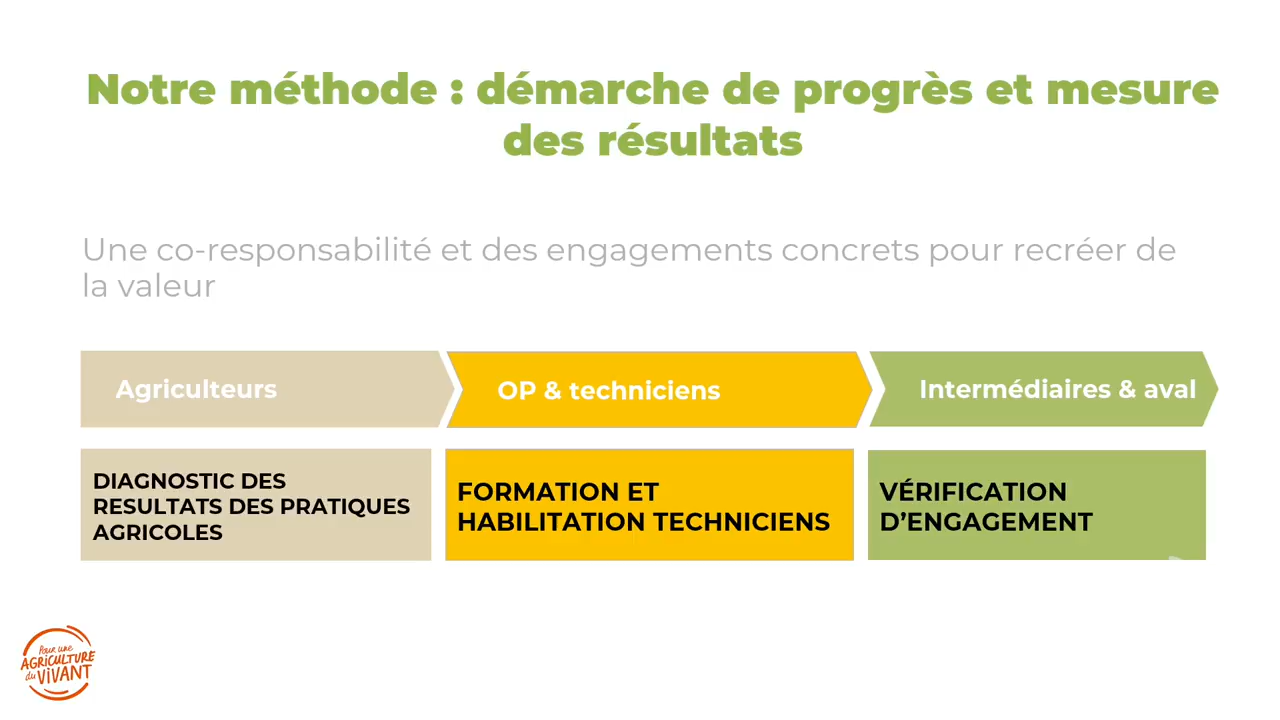 Notre méthode : démarche de progrès et mesure
des résultats
Une co-responsabilité et des engagements concrets pour recréer de
la valeur
Agriculteurs
OP & techniciens
Intermédiaires & aval
DIAGNOSTIC DES
RESULTATS DES PRATIQUES
AGRICOLES
FORMATION ET
HABILITATION TECHNICIENS
VÉRIFICATION
D’ENGAGEMENT
Pour une
AGRICULTURE
du VIVANT